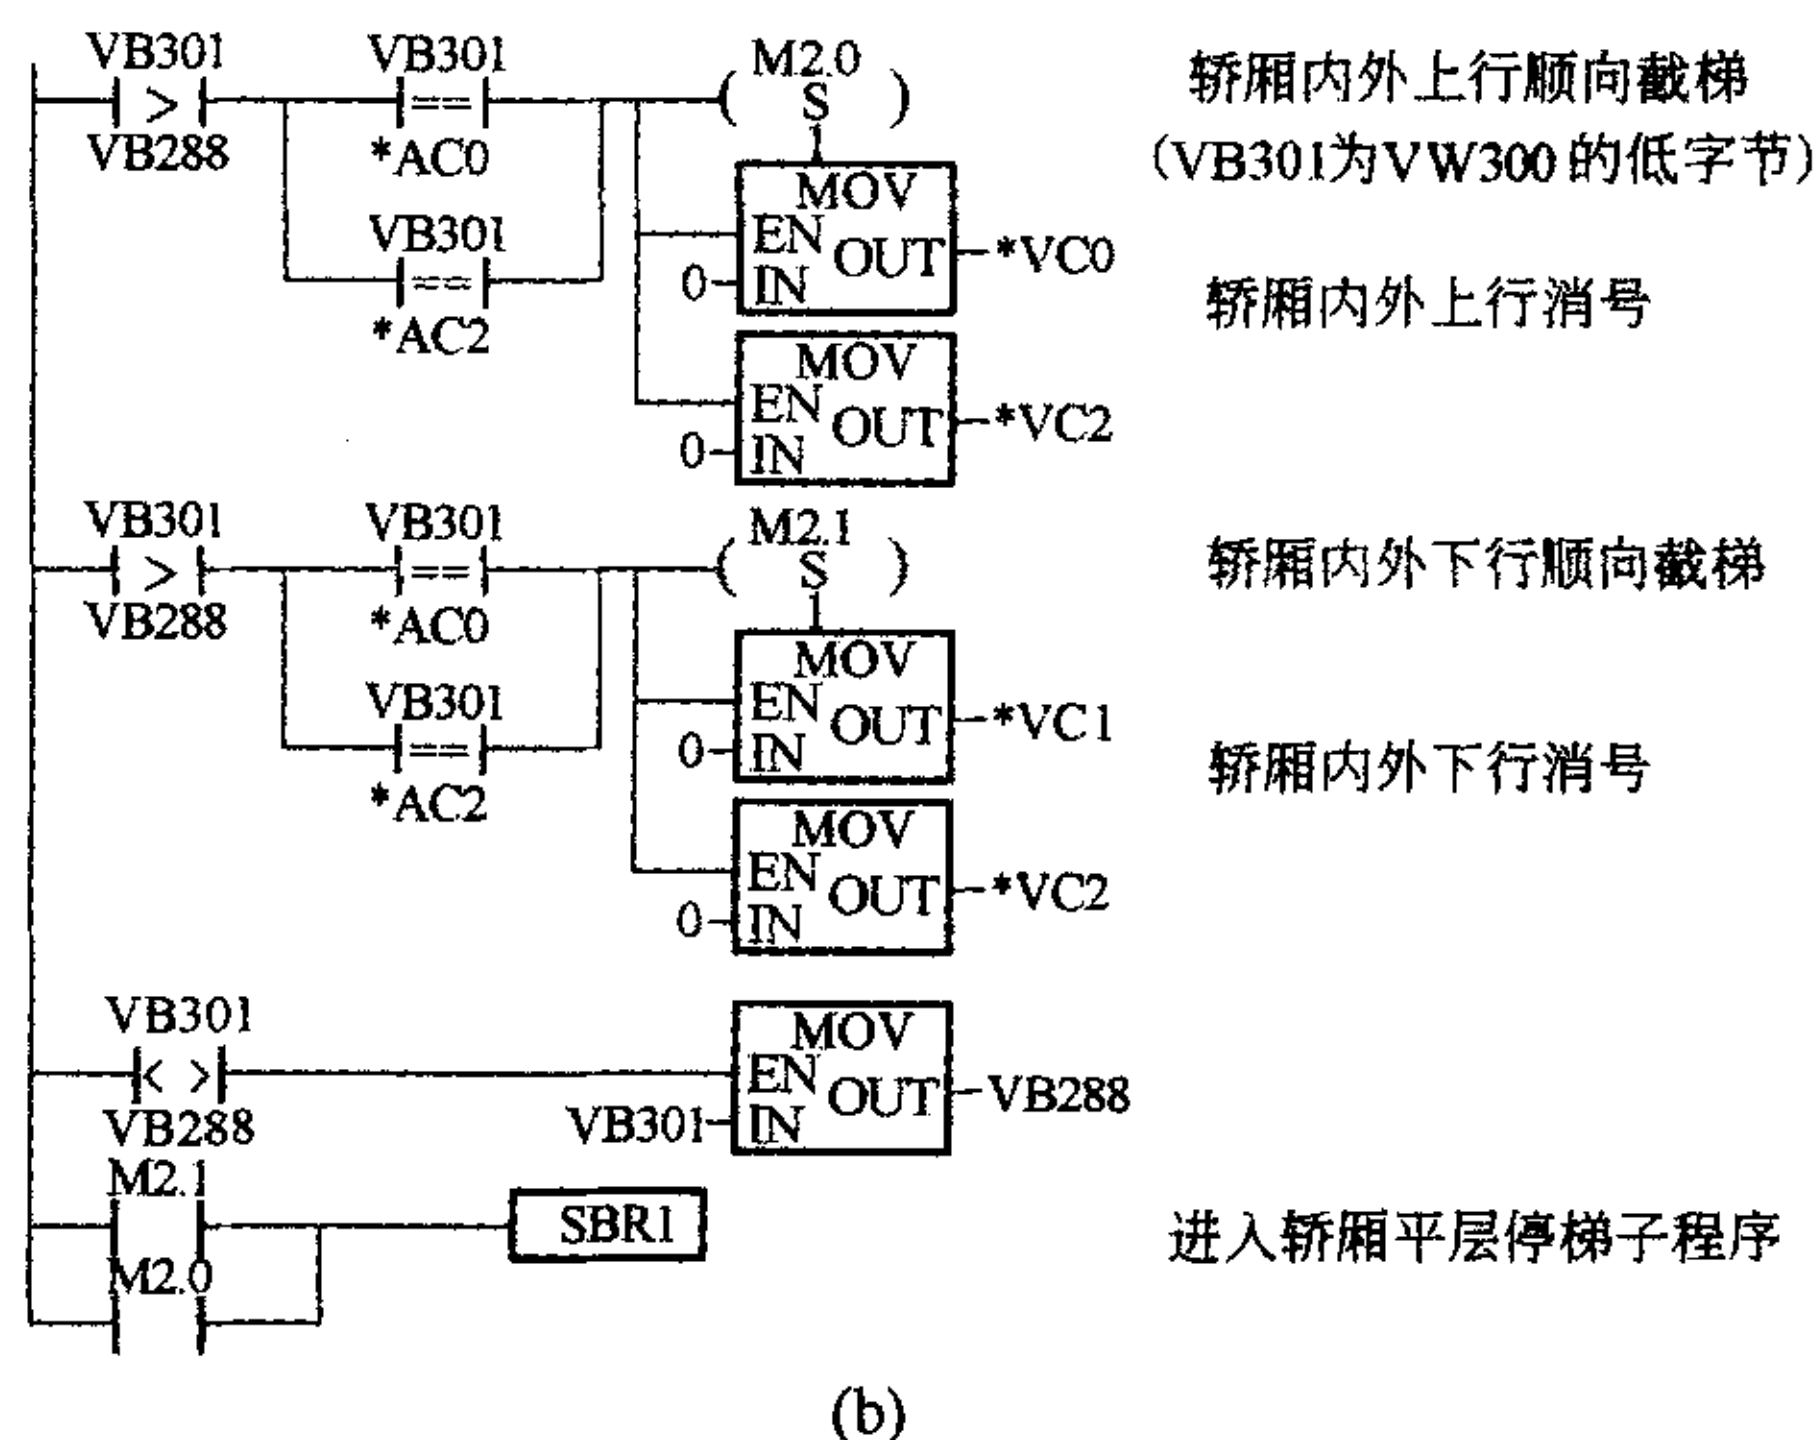 VB301 VB301 M2.0 轿厢内外上行顺向截梯
> == ( S )
VB288 *AC0 1 (VB301为VW300的低字节)
MOV
VB301 EN OUT *VC0
== 0 IN 轿厢内外上行消号
*AC2
MOV
EN OUT *VC2
0 IN
VB301 VB301 M2.1 轿厢内外下行顺向截梯
> == ( S )
VB288 *AC0 1
MOV
VB301 EN OUT *VC1
== 0 IN 轿厢内外下行消号
*AC2
MOV
EN OUT *VC2
0 IN
VB301 MOV
< > EN OUT VB288
VB288 VB301 IN
M2.1
SBR1 进入轿厢平层停梯子程序
M2.0
(b)